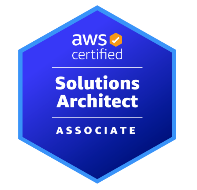 aws
certified
Solutions
Architect
ASSOCIATE